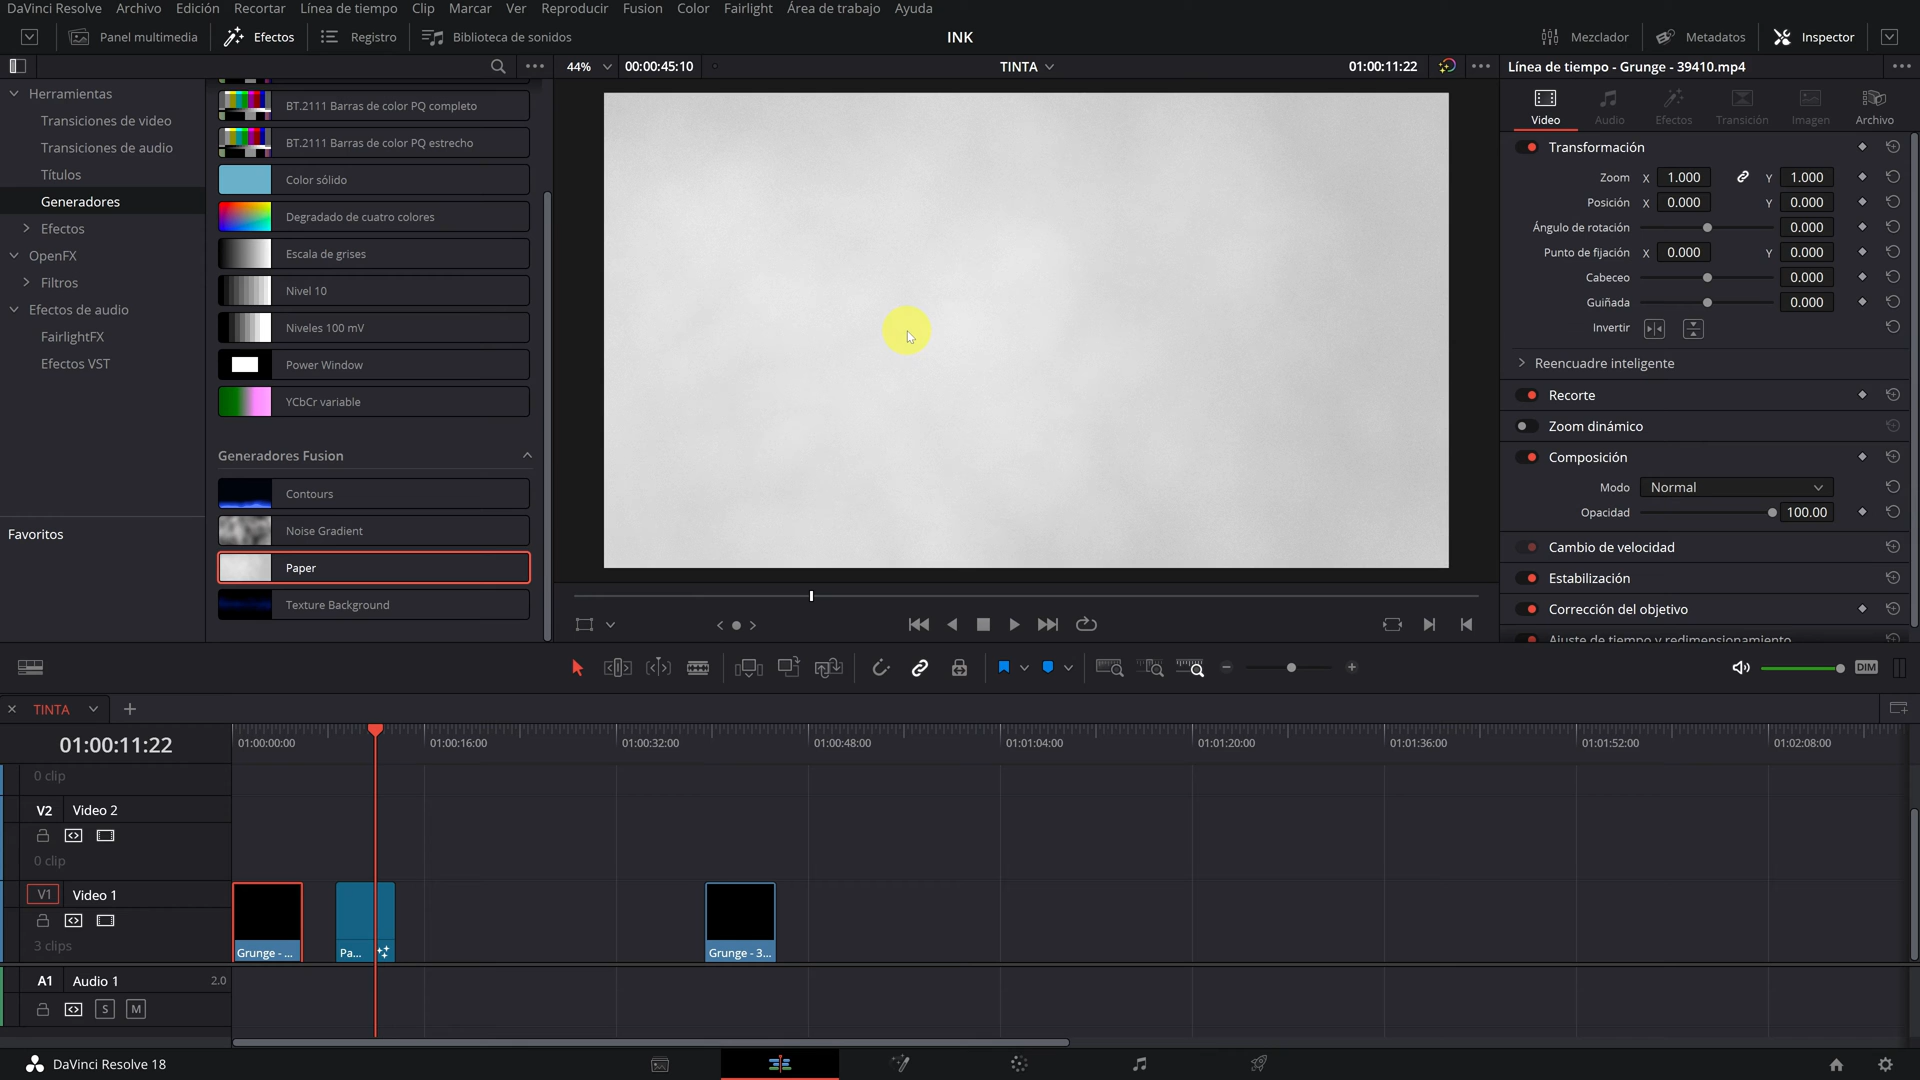 DaVinci Resolve Archivo Edición Recortar Línea de tiempo Clip Marcar Ver Reproducir Fusion Color Fairlight Área de trabajo Ayuda
Panel multimedia Efectos Registro Biblioteca de sonidos INK Mezclador Metadatos Inspector
44% 00:00:45:10 TINTA 01:00:11:22 Línea de tiempo - Grunge - 39410.mp4
Herramientas
Transiciones de video
Transiciones de audio
Títulos
Generadores
Efectos
OpenFX
Filtros
Efectos de audio
FairlightFX
Efectos VST
Favoritos
BT.2111 Barras de color PQ completo
BT.2111 Barras de color PQ estrecho
Color sólido
Degradado de cuatro colores
Escala de grises
Nivel 10
Niveles 100 mV
Power Window
YCbCr variable
Generadores Fusion
Contours
Noise Gradient
Paper
Texture Background
Video Audio Efectos Transición Imagen Archivo
Transformación
Zoom X 1.000 Y 1.000
Posición X 0.000 Y 0.000
Ángulo de rotación 0.000
Punto de fijación X 0.000 Y 0.000
Cabeceo 0.000
Guiñada 0.000
Invertir
Reencuadre inteligente
Recorte
Zoom dinámico
Composición
Modo Normal
Opacidad 100.00
Cambio de velocidad
Estabilización
Corrección del objetivo
Ajuste de tiempo y redimensionamiento
DIM
TINTA
01:00:11:22 01:00:00:00 01:00:16:00 01:00:32:00 01:00:48:00 01:01:04:00 01:01:20:00 01:01:36:00 01:01:52:00 01:02:08:00
0 clip
V2 Video 2
0 clip
V1 Video 1
3 clips
Grunge - ... Pa... Grunge - 3...
A1 Audio 1 2.0
S M
DaVinci Resolve 18